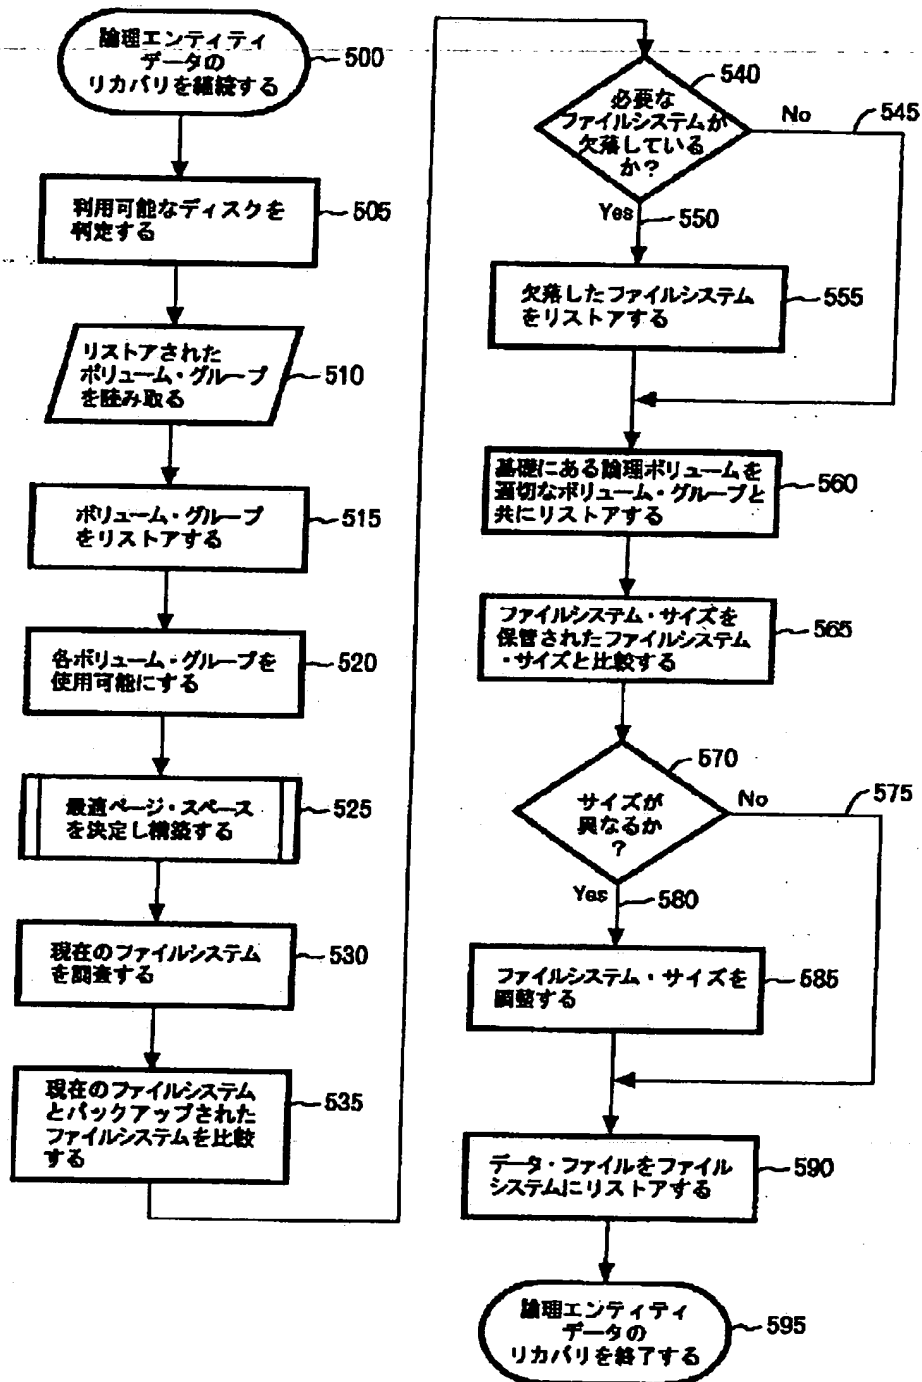 論理エンティティ
データの
リカバリを継続する
500
利用可能なディスクを
判定する
505
リストアされた
ボリューム・グループ
を読み取る
510
ボリューム・グループ
をリストアする
515
各ボリューム・グループを
使用可能にする
520
最適ページ・スペース
を決定し構築する
525
現在のファイルシステム
を調査する
530
現在のファイルシステム
とバックアップされた
ファイルシステムを比較
する
535
540
必要な
ファイルシステムが
欠落している
か?
No
545
Yes
550
欠落したファイルシステム
をリストアする
555
基礎にある論理ボリュームを
適切なボリューム・グループと
共にリストアする
560
ファイルシステム・サイズを
保管されたファイルシステム
・サイズと比較する
565
570
サイズが
異なるか
?
No
575
Yes
580
ファイルシステム・サイズを
調整する
585
データ・ファイルをファイル
システムにリストアする
590
論理エンティティ
データの
リカバリを終了する
595